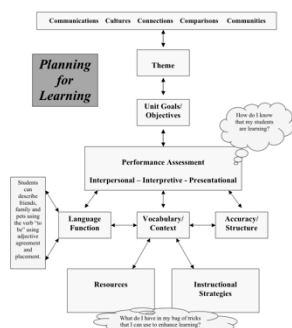 Communications Cultures Connections Comparisons Communities
Planning
for
Learning
Theme
Unit Goals/
Objectives
How do I know
that my students
are learning?
Performance Assessment
Interpersonal – Interpretive - Presentational
Students
can
describe
friends,
family and
pets using
the verb "to
be" using
adjective
agreement
and
placement.
Language
Function
Vocabulary/
Context
Accuracy/
Structure
Resources
Instructional
Strategies
What do I have in my bag of tricks
that I can use to enhance learning?